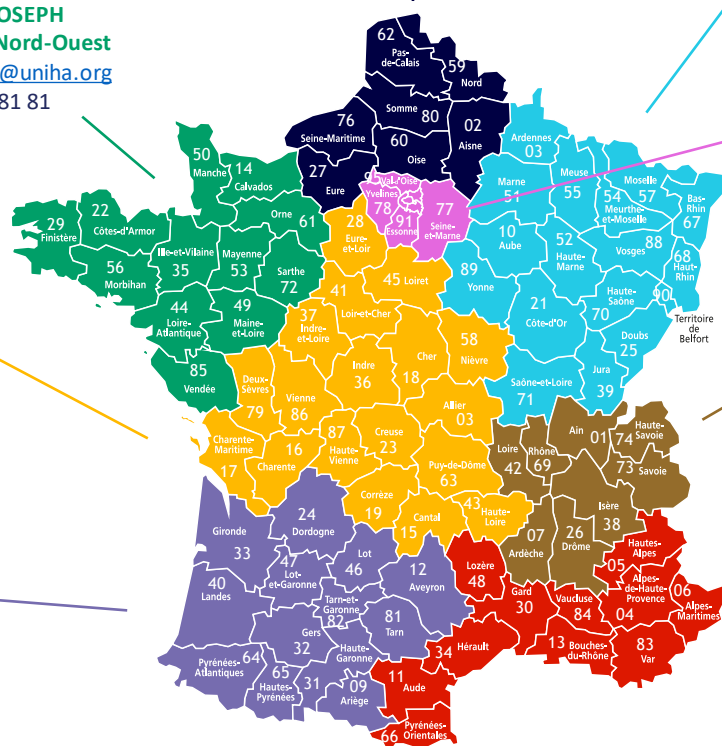 OSEPH
Nord-Ouest
@uniha.org
81 81
62
Pas-
de-Calais
59
Nord
Somme
80
76
Seine-Maritime
60
Oise
02
Aisne
27
Eure
Ardennes
03
50
Manche
14
Calvados
Orne
61
Val-d'Oise
Yvelines
78
91
Essonne
77
Seine-
et-Marne
Marne
51
Meuse
55
Moselle
57
54
Meurthe-
et-Moselle
Bas-
Rhin
67
29
Finistère
22
Côtes-d'Armor
56
Morbihan
Ille-et-Vilaine
35
Mayenne
53
Sarthe
72
28
Eure-
et-Loir
10
Aube
52
Haute-
Marne
88
Vosges
68
Haut-
Rhin
44
Loire-
Atlantique
49
Maine-
et-Loire
45 Loiret
41
Loir-et-Cher
89
Yonne
21
Côte-d'Or
Haute-
Saône
70
90
Territoire
de
Belfort
37
Indre-
et-Loire
Cher
18
58
Nièvre
Doubs
25
85
Vendée
Deux-
Sèvres
79
Vienne
86
Indre
36
Saône-et-Loire
71
Jura
39
Allier
03
Charente-
Maritime
17
16
Charente
87
Haute-
Vienne
Creuse
23
Puy-de-Dôme
63
Loire
42
Rhône
69
Ain
01
74
Haute-
Savoie
73
Savoie
Corrèze
19
Cantal
15
43
Haute-
Loire
Isère
38
24
Dordogne
Gironde
33
Lot
46
12
Aveyron
Lozère
48
07
Ardèche
26
Drôme
Hautes-
Alpes
05
47
Lot-
et-Garonne
40
Landes
Tarn-et-
Garonne
82
81
Tarn
Gard
30
Vaucluse
84
Alpes-
de-Haute-
Provence
04
06
Alpes-
Maritimes
Gers
32
Haute-
Garonne
31
34
Hérault
13
Bouches-
du-Rhône
83
Var
Pyrénées-
Atlantiques
64
65
Hautes-
Pyrénées
09
Ariège
11
Aude
Pyrénées-
Orientales
66